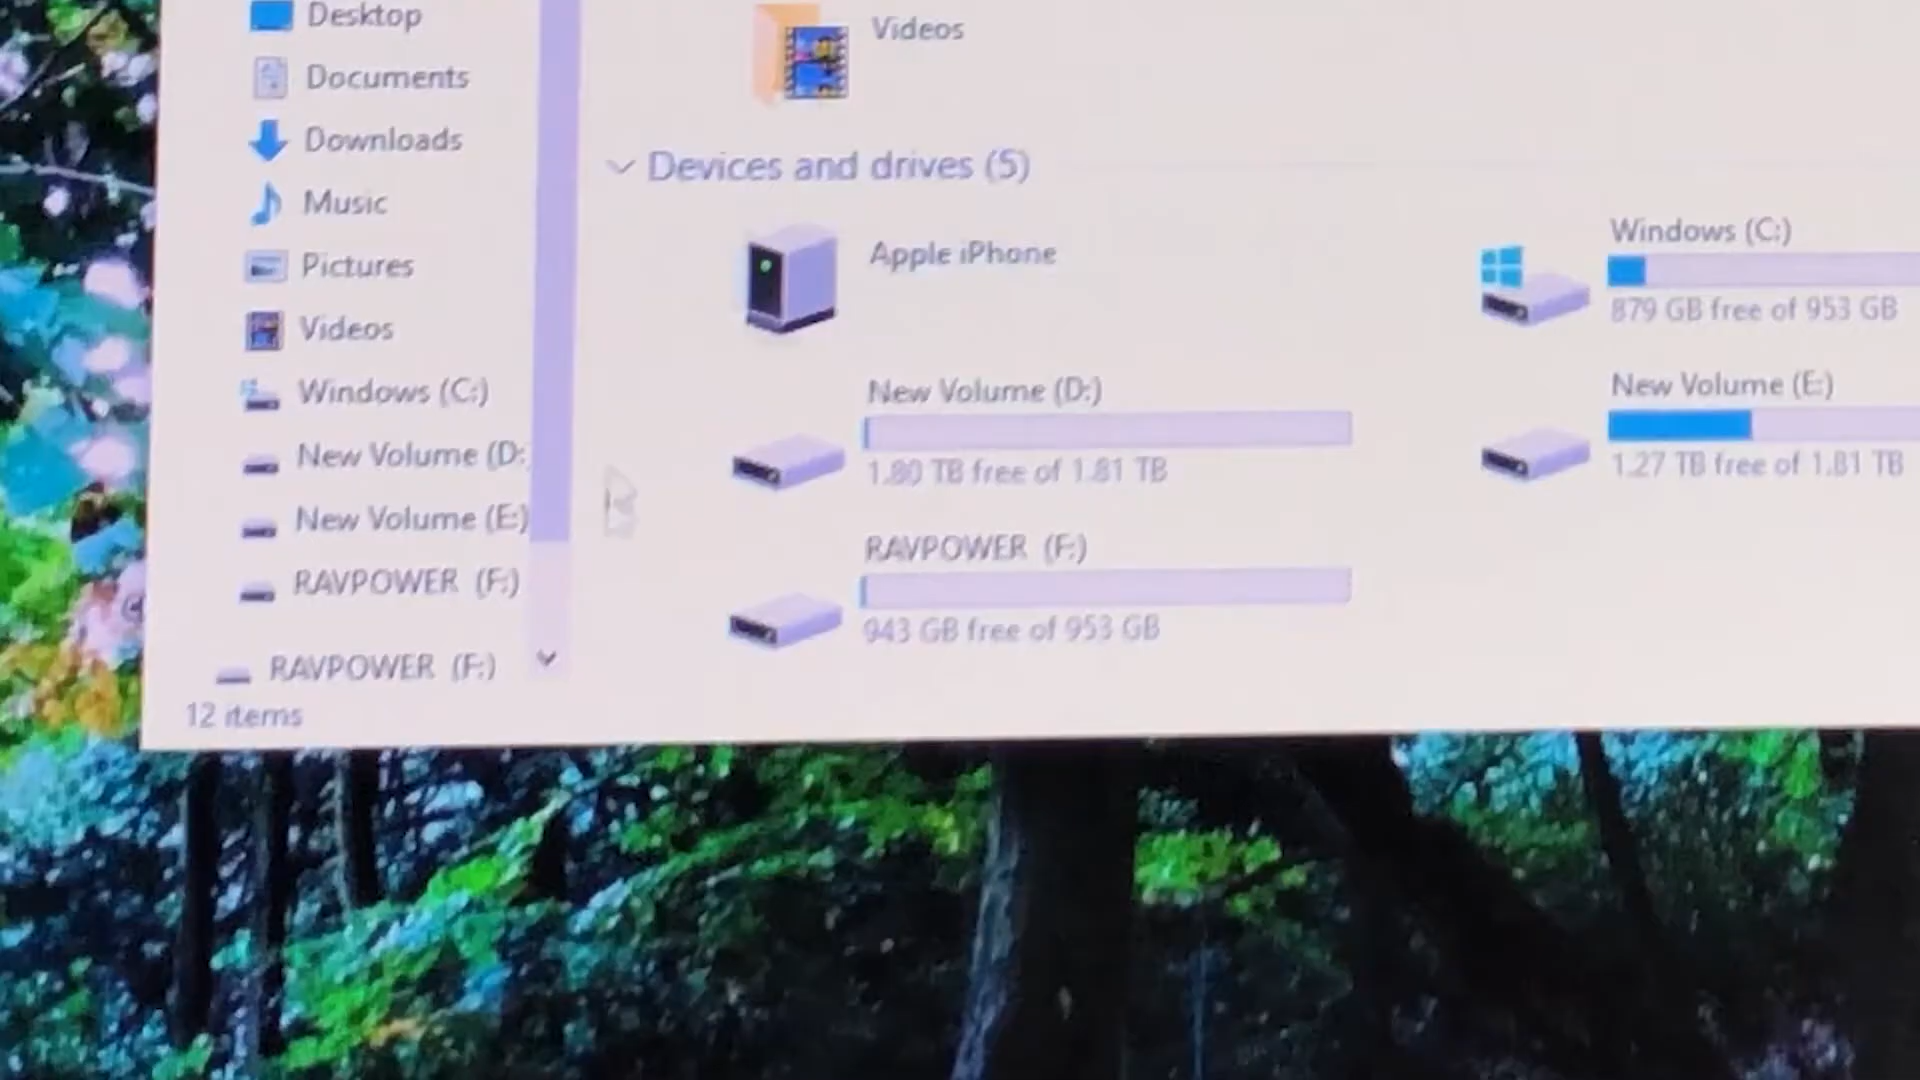 Desktop
Documents
Downloads
Music
Pictures
Videos
Windows (C:)
New Volume (D:
New Volume (E:)
RAVPOWER (F:)
RAVPOWER (F:)
12 items
Videos
Devices and drives (5)
Apple iPhone
Windows (C:)
879 GB free of 953 GB
New Volume (D:)
1.80 TB free of 1.81 TB
New Volume (E:)
1.27 TB free of 1.81 TB
RAVPOWER (F:)
943 GB free of 953 GB